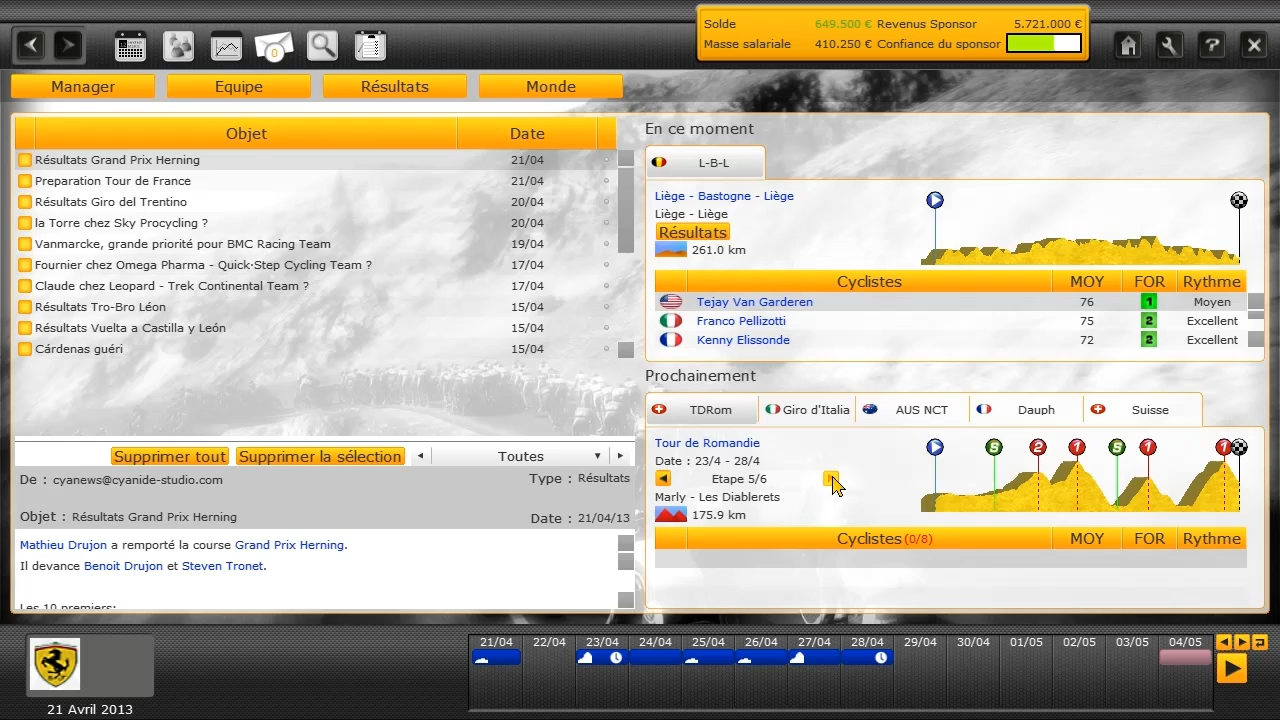 Solde 649.500 € Revenus Sponsor 5.721.000 €
Masse salariale 410.250 € Confiance du sponsor
0
Manager Equipe Résultats Monde
Objet Date
Résultats Grand Prix Herning 21/04
Preparation Tour de France 21/04
Résultats Giro del Trentino 20/04
la Torre chez Sky Procycling ? 20/04
Vanmarcke, grande priorité pour BMC Racing Team 19/04
Fournier chez Omega Pharma - Quick·Step Cycling Team ? 17/04
Claude chez Leopard - Trek Continental Team ? 17/04
Résultats Tro-Bro Léon 15/04
Résultats Vuelta a Castilla y León 15/04
Cárdenas guéri 15/04
Supprimer tout Supprimer la sélection Toutes
De : cyanews@cyanide-studio.com Type : Résultats
Objet : Résultats Grand Prix Herning Date : 21/04/13
Mathieu Drujon a remporté la course Grand Prix Herning.
Il devance Benoit Drujon et Steven Tronet.
Les 10 premiers:
En ce moment
L-B-L
Liège - Bastogne - Liège
Liège - Liège
Résultats
261.0 km
Cyclistes MOY FOR Rythme
Tejay Van Garderen 76 1 Moyen
Franco Pellizotti 75 2 Excellent
Kenny Elissonde 72 2 Excellent
Prochainement
TDRom Giro d'Italia AUS NCT Dauph Suisse
Tour de Romandie
Date : 23/4 - 28/4
Etape 5/6
Marly - Les Diablerets
175.9 km
S 2 1 S 1 1
Cyclistes (0/8) MOY FOR Rythme
21/04 22/04 23/04 24/04 25/04 26/04 27/04 28/04 29/04 30/04 01/05 02/05 03/05 04/05
21 Avril 2013